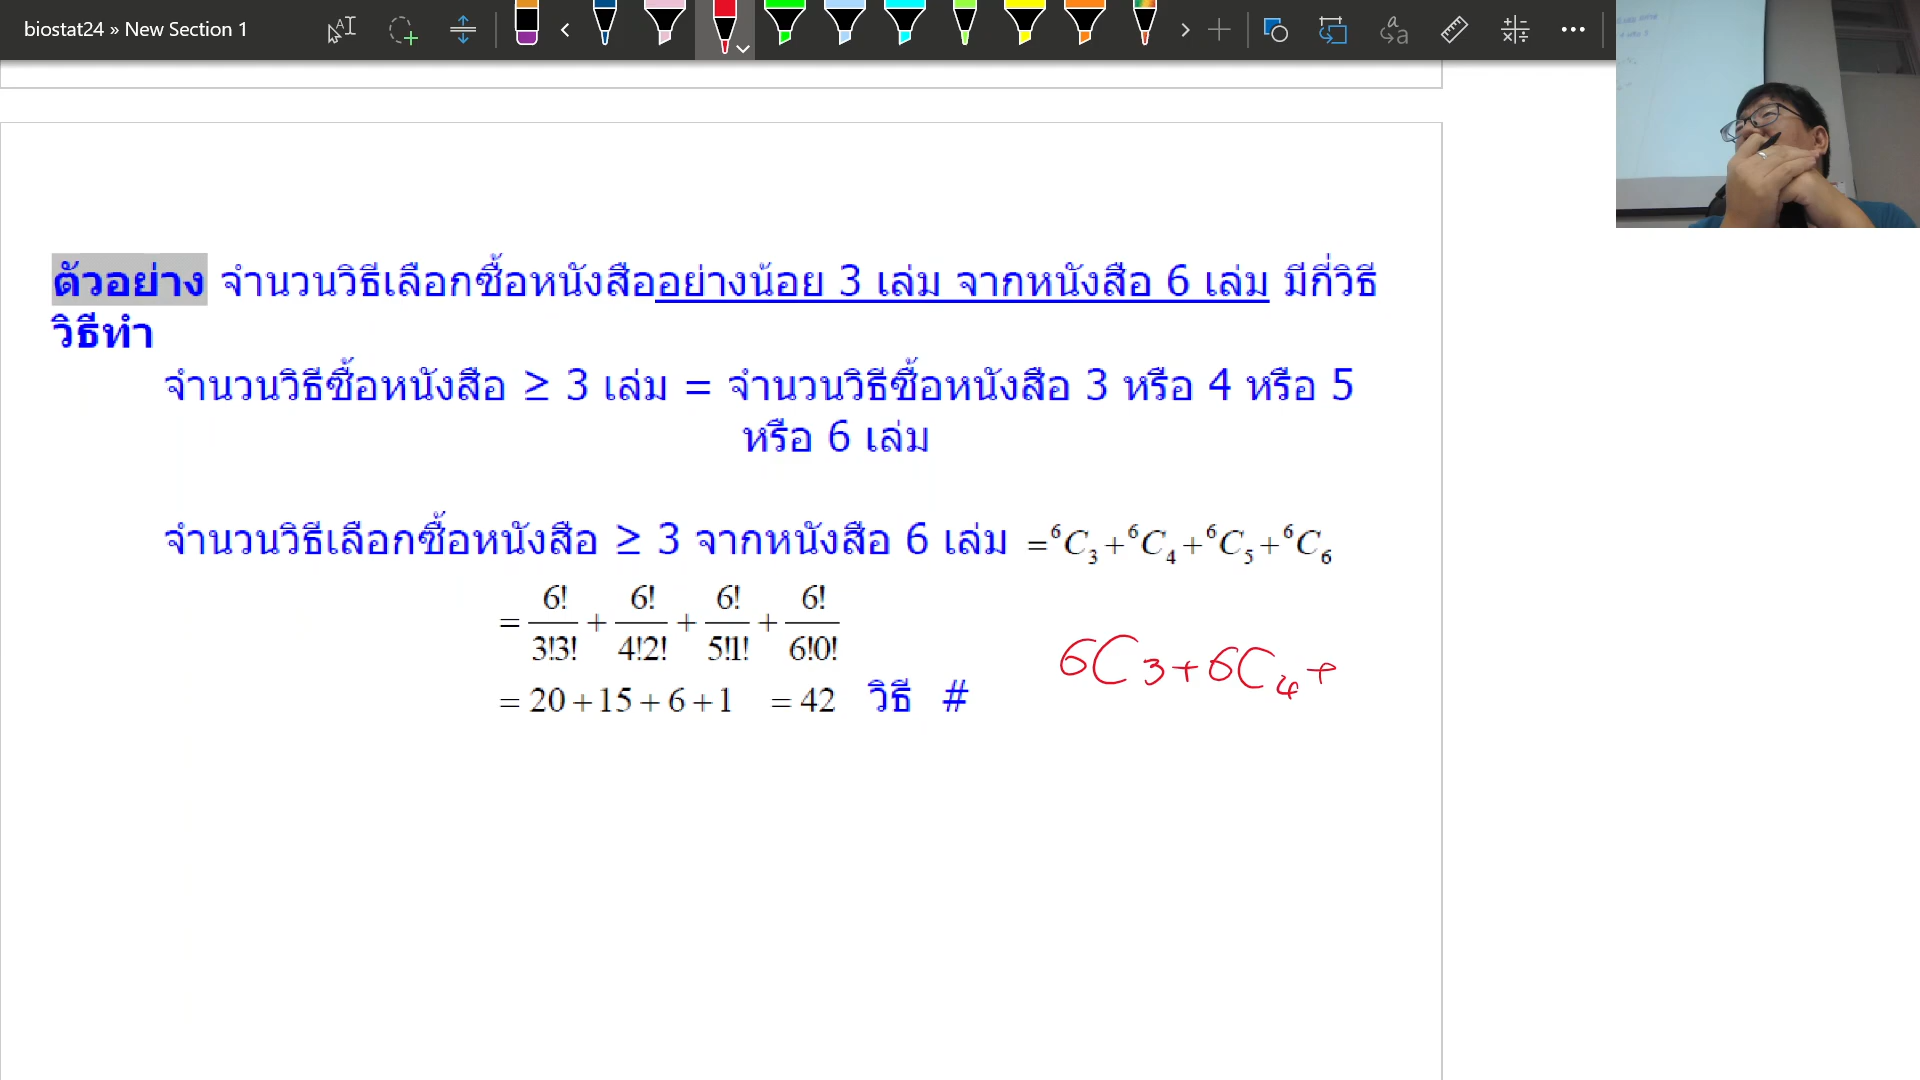 biostat24 » New Section 1
ตัวอย่าง จำนวนวิธีเลือกซื้อหนังสืออย่างน้อย 3 เล่ม จากหนังสือ 6 เล่ม มีกี่วิธี
วิธีทำ
จำนวนวิธีซื้อหนังสือ ≥ 3 เล่ม = จำนวนวิธีซื้อหนังสือ 3 หรือ 4 หรือ 5
หรือ 6 เล่ม
จำนวนวิธีเลือกซื้อหนังสือ ≥ 3 จากหนังสือ 6 เล่ม = ⁶C₃ + ⁶C₄ + ⁶C₅ + ⁶C₆
= 6!/3!3! + 6!/4!2! + 6!/5!1! + 6!/6!0!
6C₃ + 6C₄ +
= 20 + 15 + 6 + 1 = 42 วิธี #